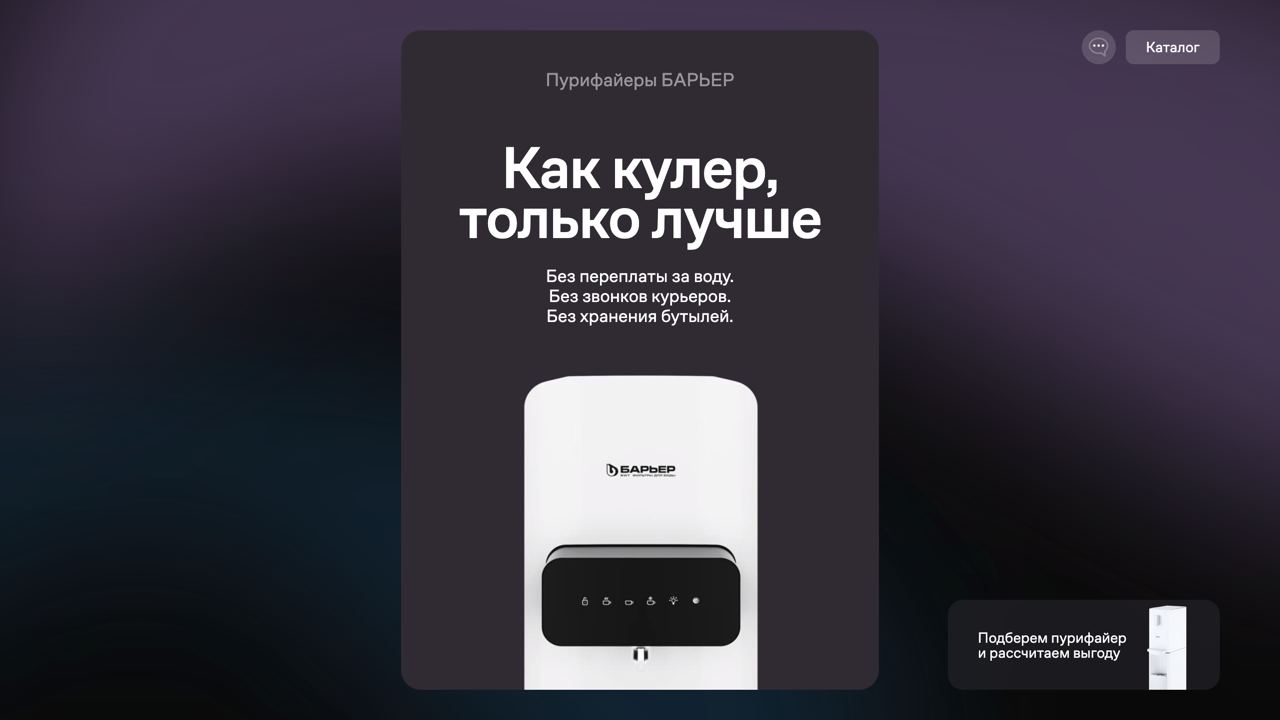 Пурифайеры БАРЬЕР
Каталог
Как кулер,
только лучше
Без переплаты за воду.
Без звонков курьеров.
Без хранения бутылей.
БАРЬЕР
Подберем пурифайер
и рассчитаем выгоду